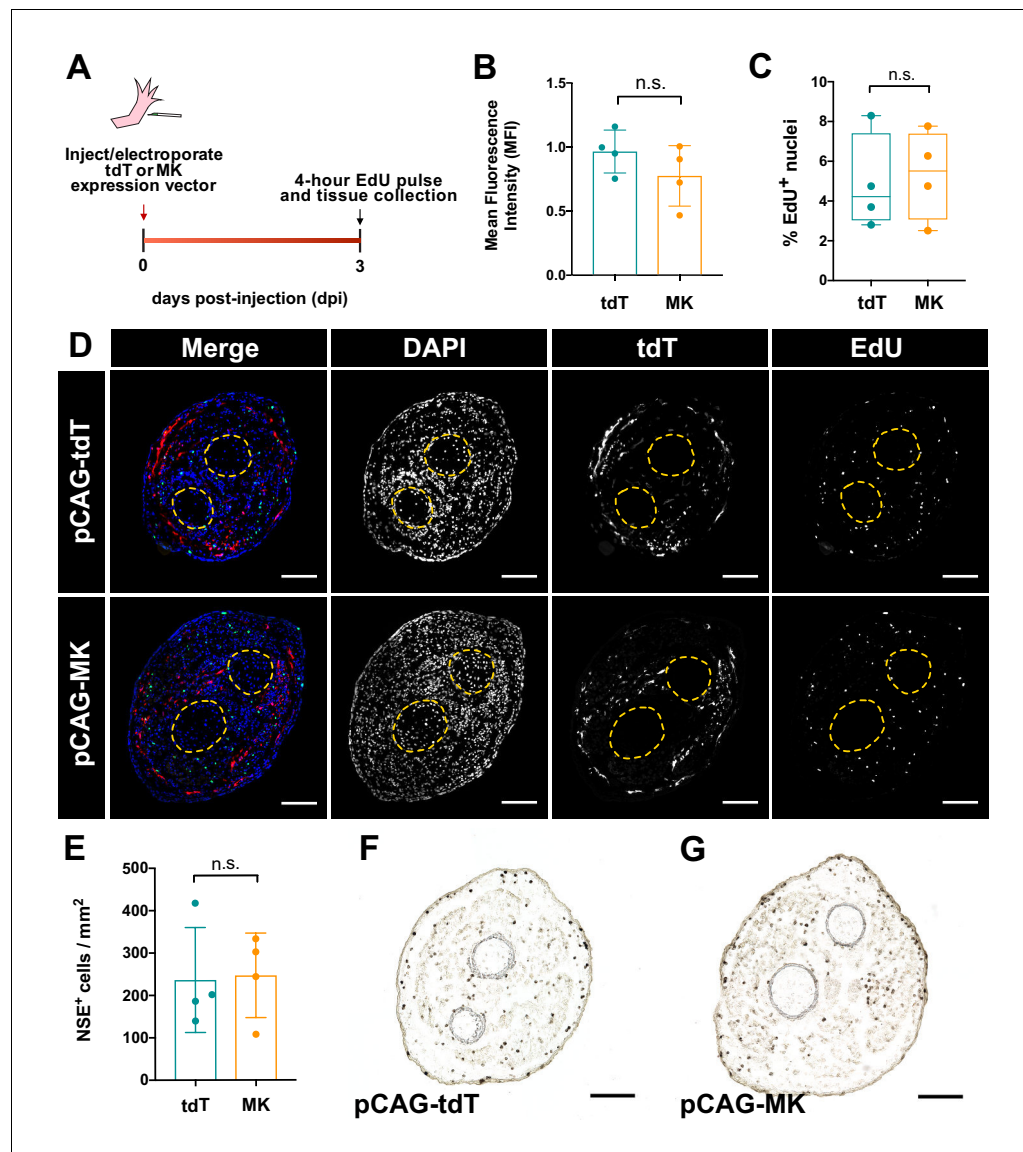 A
Inject/electroporate
tdT or MK
expression vector
4-hour EdU pulse
and tissue collection
0
3
days post-injection (dpi)
B
n.s.
Mean Fluorescence
Intensity (MFI)
1.5
1.0
0.5
0.0
tdT
MK
C
n.s.
% EdU+ nuclei
10
8
6
4
2
0
tdT
MK
D
Merge
DAPI
tdT
EdU
pCAG-tdT
pCAG-MK
E
n.s.
NSE+ cells / mm2
500
400
300
200
100
0
tdT
MK
F
pCAG-tdT
G
pCAG-MK